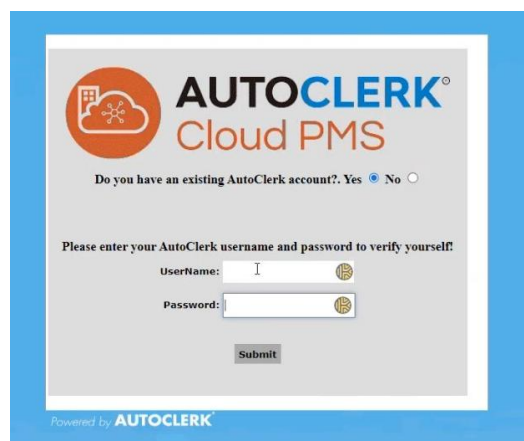 AUTOCLERK®
Cloud PMS
Do you have an existing AutoClerk account?. Yes No
Please enter your AutoClerk username and password to verify yourself!
UserName:
Password:
Submit
Powered by AUTOCLERK